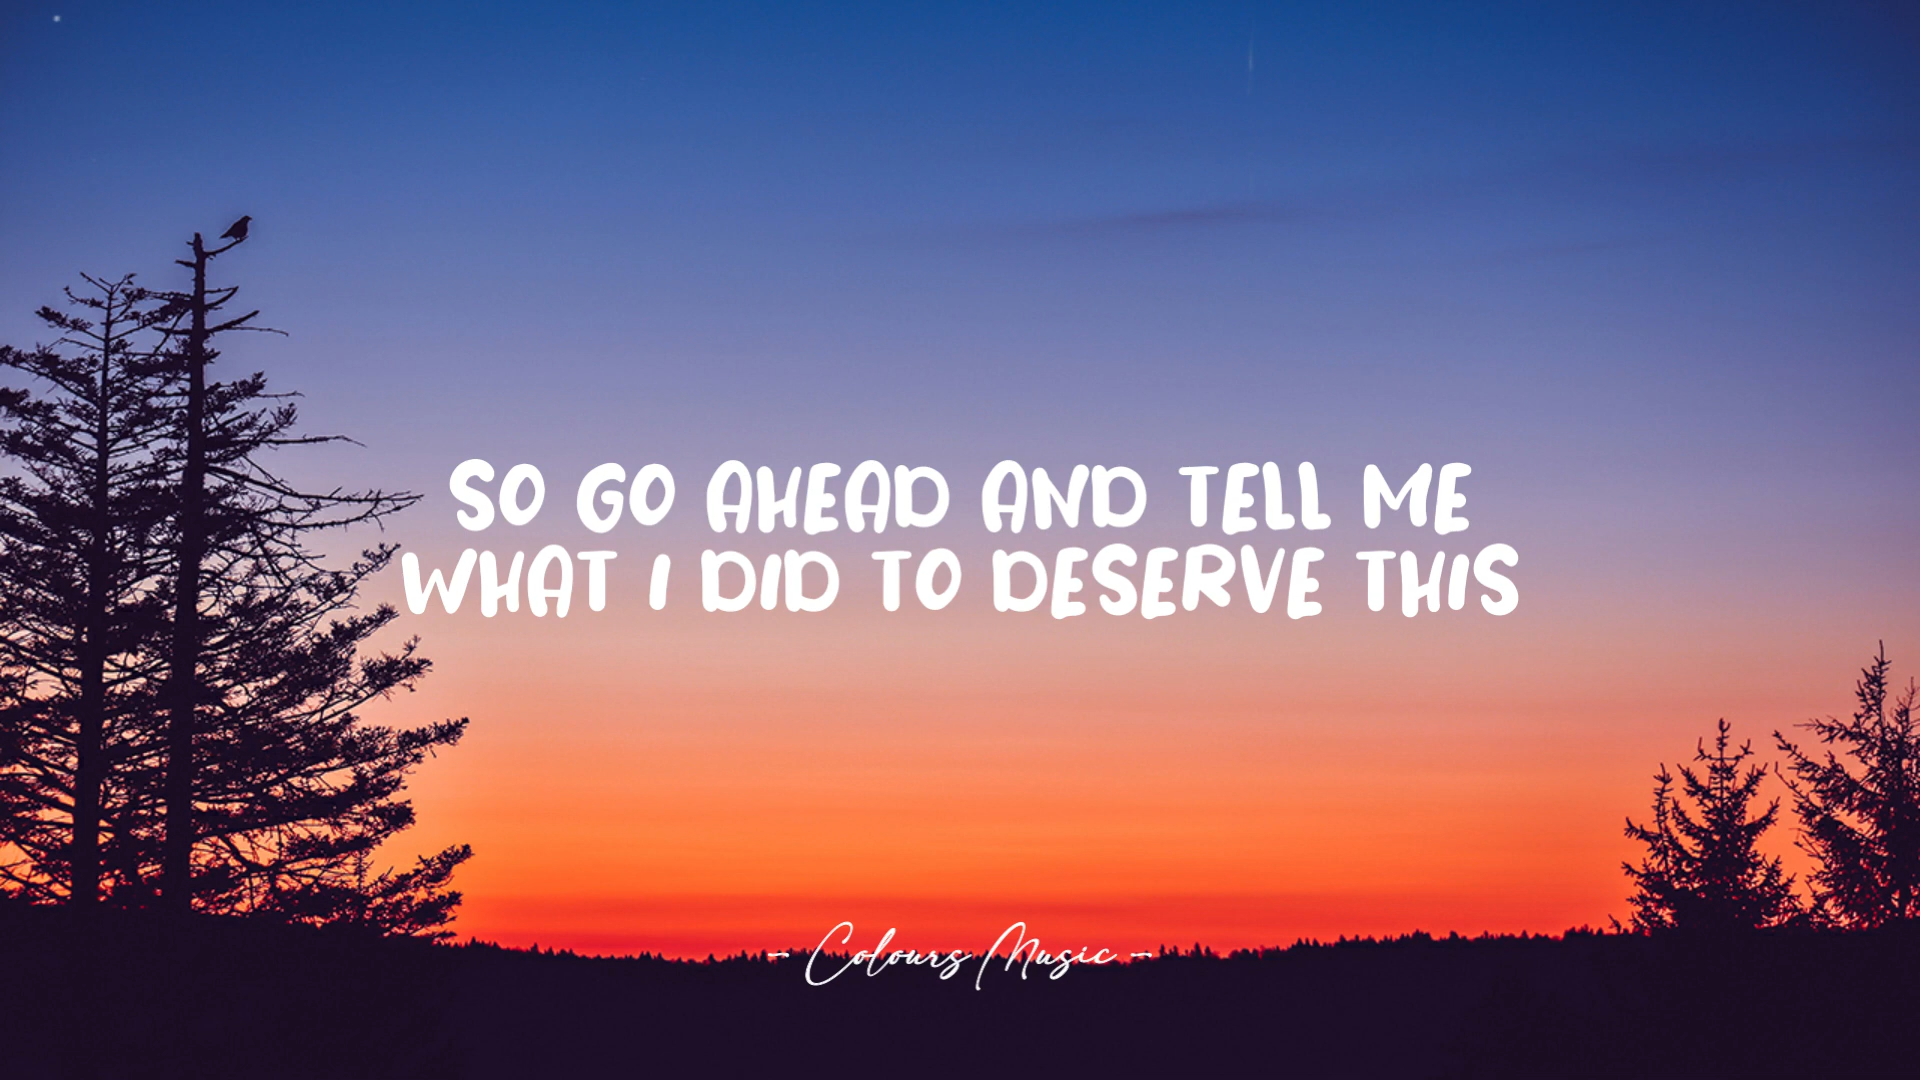 SO GO AHEAD AND TELL ME
WHAT I DID TO DESERVE THIS
- Colours Music -